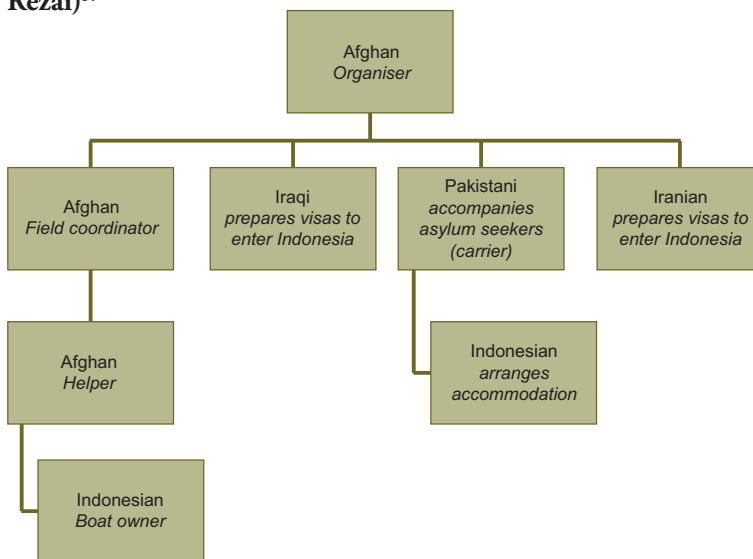 Rezai)
Afghan
Organiser
Afghan
Field coordinator
Iraqi
prepares visas to
enter Indonesia
Pakistani
accompanies
asylum seekers
(carrier)
Iranian
prepares visas to
enter Indonesia
Afghan
Helper
Indonesian
arranges
accommodation
Indonesian
Boat owner